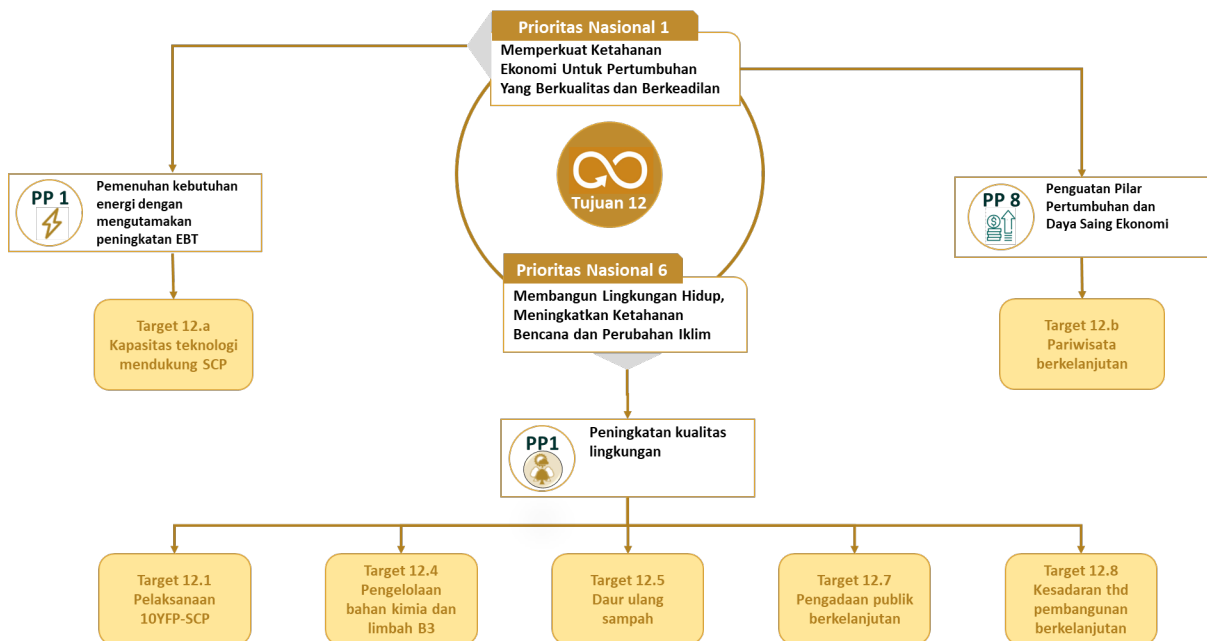 Prioritas Nasional 1
Memperkuat Ketahanan
Ekonomi Untuk Pertumbuhan
Yang Berkualitas dan Berkeadilan
Tujuan 12
PP 1
Pemenuhan kebutuhan
energi dengan
mengutamakan
peningkatan EBT
PP 8
Penguatan Pilar
Pertumbuhan dan
Daya Saing Ekonomi
Prioritas Nasional 6
Membangun Lingkungan Hidup,
Meningkatkan Ketahanan
Bencana dan Perubahan Iklim
Target 12.a
Kapasitas teknologi
mendukung SCP
Target 12.b
Pariwisata
berkelanjutan
PP1
Peningkatan kualitas
lingkungan
Target 12.1
Pelaksanaan
10YFP-SCP
Target 12.4
Pengelolaan
bahan kimia dan
limbah B3
Target 12.5
Daur ulang
sampah
Target 12.7
Pengadaan publik
berkelanjutan
Target 12.8
Kesadaran thd
pembangunan
berkelanjutan